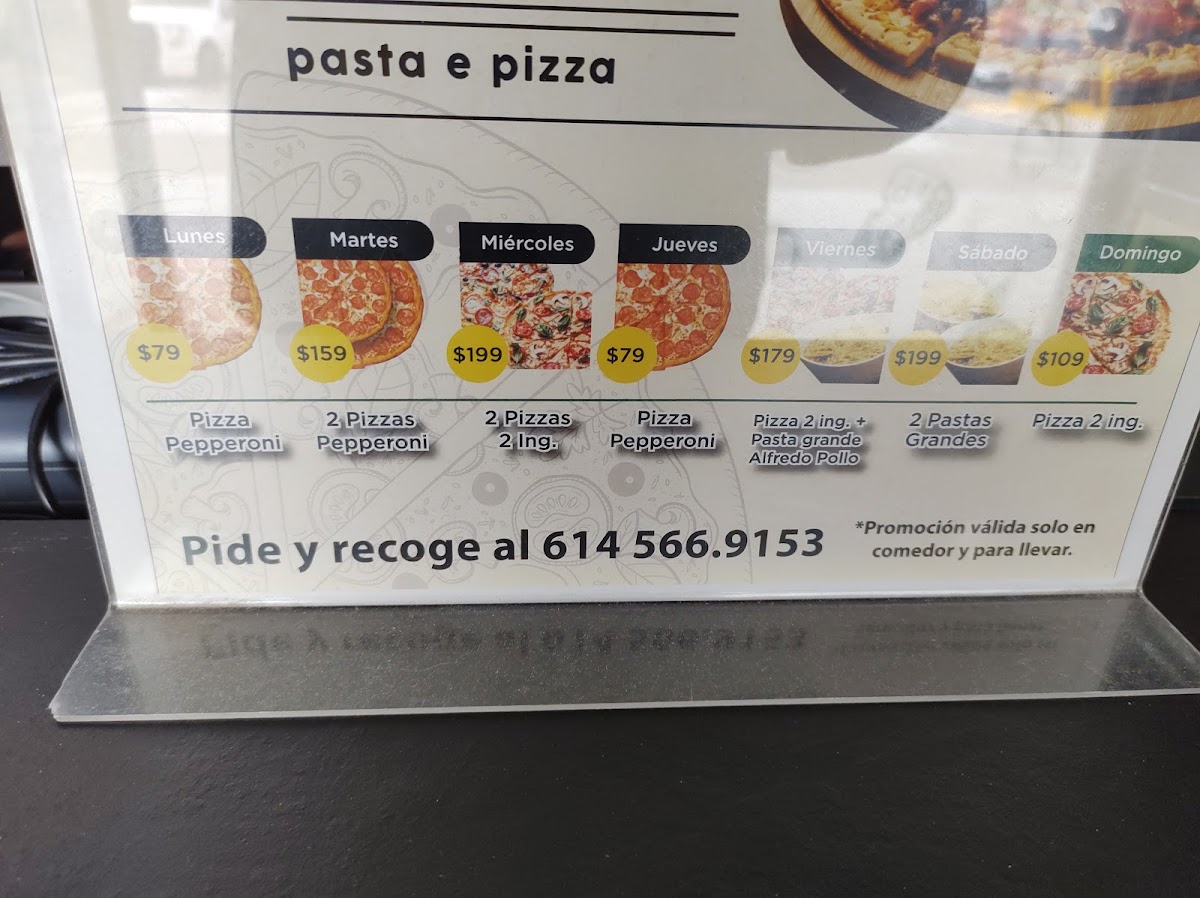 pasta e pizza
Lunes
Martes
Miércoles
Jueves
Viernes
Sábado
Domingo
$79
$159
$199
$79
$179
$199
$109
Pizza
Pepperoni
2 Pizzas
Pepperoni
2 Pizzas
2 Ing.
Pizza
Pepperoni
Pizza 2 ing. +
Pasta grande
Alfredo Pollo
2 Pastas
Grandes
Pizza 2 ing.
Pide y recoge al 614 566.9153
*Promoción válida solo en
comedor y para llevar.